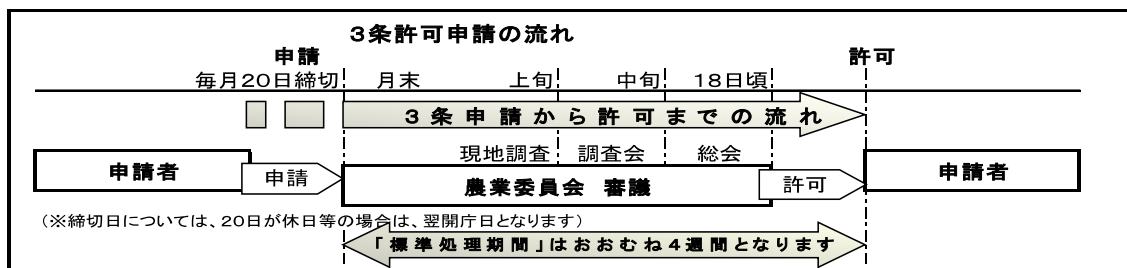 3条許可申請の流れ
申請 許可
毎月20日締切 月末 上旬 中旬 18日頃
3条申請から許可までの流れ
現地調査 調査会 総会
申請者 申請 農業委員会 審議 許可 申請者
(※締切日については、20日が休日等の場合は、翌開庁日となります)
「標準処理期間」はおおむね4週間となります